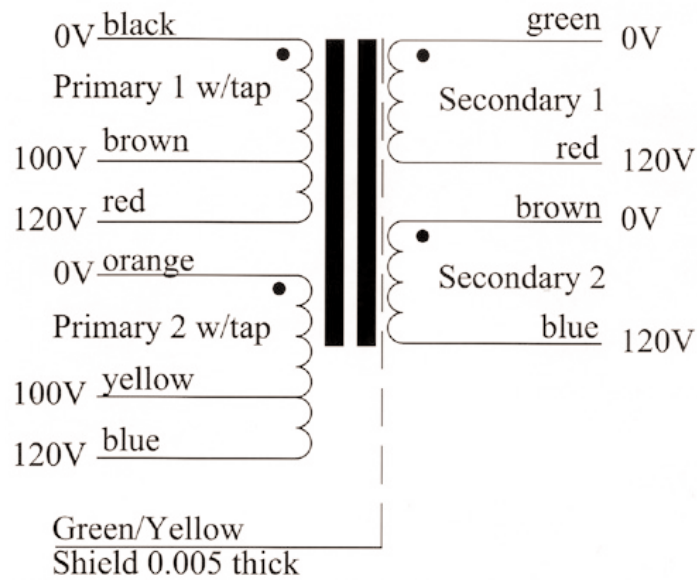 0V black
Primary 1 w/tap
100V brown
120V red
0V orange
Primary 2 w/tap
100V yellow
120V blue
Green/Yellow
Shield 0.005 thick
green 0V
Secondary 1
red 120V
brown 0V
Secondary 2
blue 120V